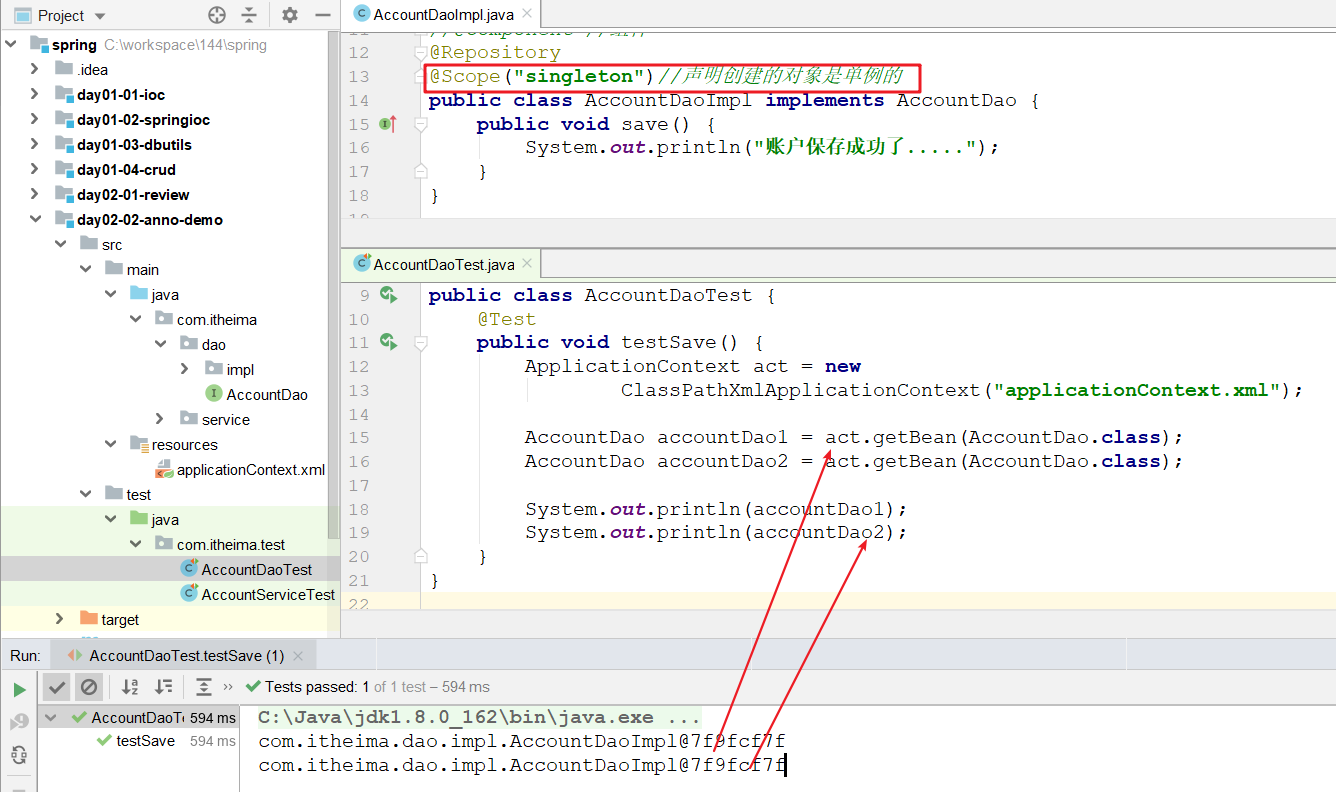 Project
spring C:\workspace\144\spring
.idea
day01-01-ioc
day01-02-springioc
day01-03-dbutils
day01-04-crud
day02-01-review
day02-02-anno-demo
src
main
java
com.itheima
dao
impl
AccountDao
service
resources
applicationContext.xml
test
java
com.itheima.test
AccountDaoTest
AccountServiceTest
target
AccountDaoImpl.java
12 @Repository
13 @Scope("singleton")//声明创建的对象是单例的
14 public class AccountDaoImpl implements AccountDao {
15 public void save() {
16 System.out.println("账户保存成功了.....");
17 }
18 }
AccountDaoTest.java
9 public class AccountDaoTest {
10 @Test
11 public void testSave() {
12 ApplicationContext act = new
13 ClassPathXmlApplicationContext("applicationContext.xml");
14
15 AccountDao accountDao1 = act.getBean(AccountDao.class);
16 AccountDao accountDao2 = act.getBean(AccountDao.class);
17
18 System.out.println(accountDao1);
19 System.out.println(accountDao2);
20 }
21 }
22
Run: AccountDaoTest.testSave (1)
Tests passed: 1 of 1 test – 594 ms
AccountDaoT 594 ms
testSave 594 ms
C:\Java\jdk1.8.0_162\bin\java.exe ...
com.itheima.dao.impl.AccountDaoImpl@7f9fcf7f
com.itheima.dao.impl.AccountDaoImpl@7f9fcf7f